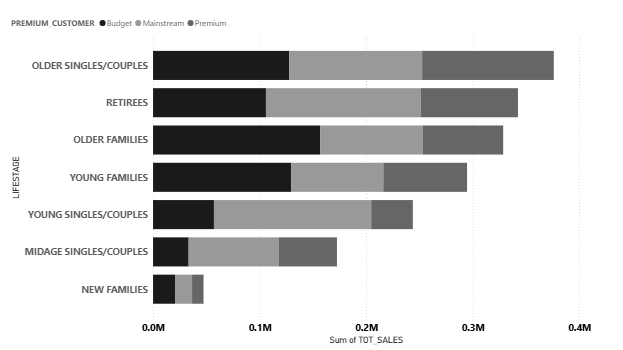 PREMIUM_CUSTOMER Budget Mainstream Premium
OLDER SINGLES/COUPLES
RETIREES
OLDER FAMILIES
YOUNG FAMILIES
YOUNG SINGLES/COUPLES
MIDAGE SINGLES/COUPLES
NEW FAMILIES
LIFESTAGE
0.0M 0.1M 0.2M 0.3M 0.4M
Sum of TOT_SALES